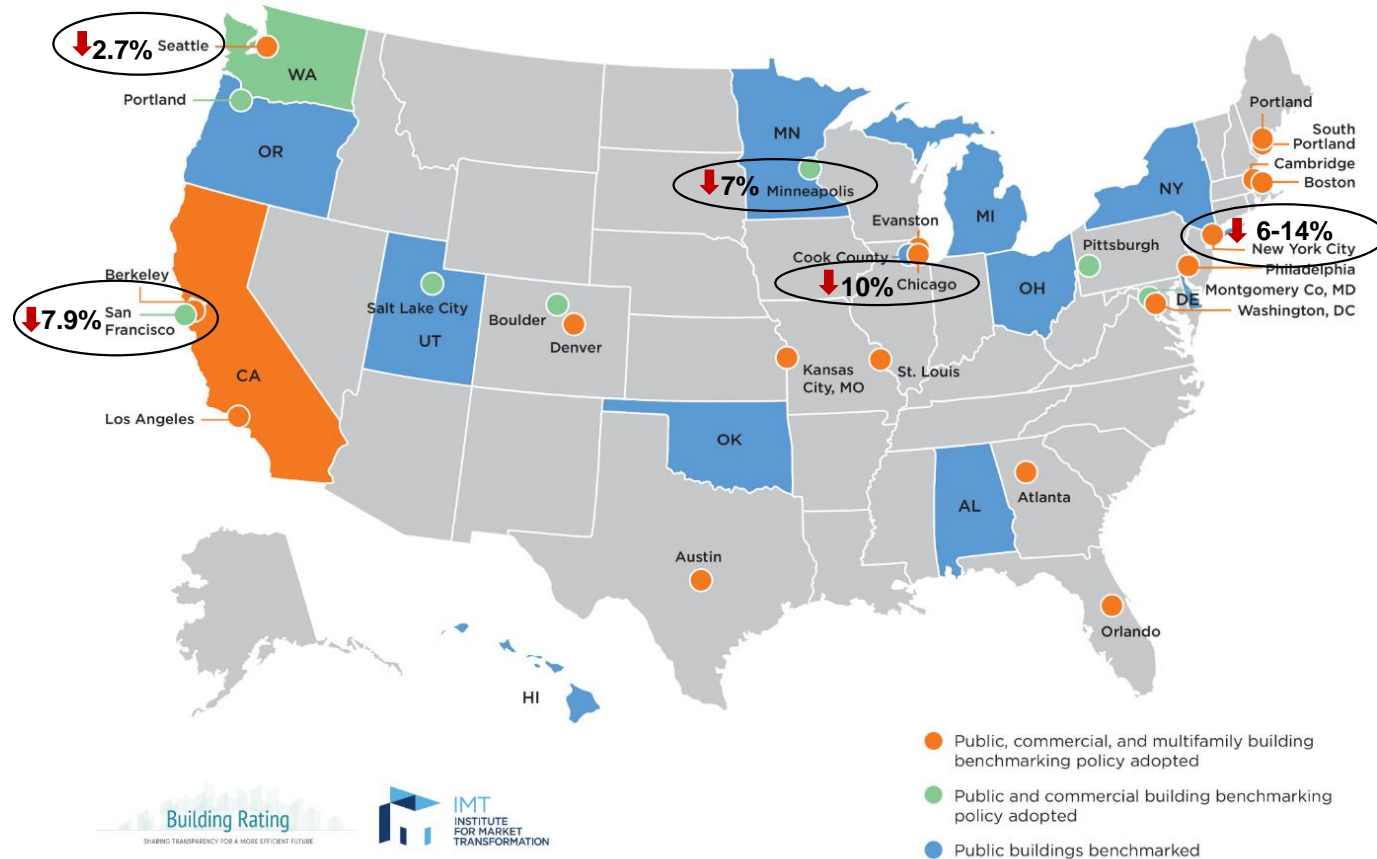 2.7%
Seattle
WA
Portland
OR
MN
7%
Minneapolis
MI
NY
Portland
South
Portland
Cambridge
Boston
6-14%
New York City
Evanston
Cook County
10%
Chicago
Pittsburgh
Philadelphia
Montgomery Co, MD
DE
Washington, DC
OH
Berkeley
7.9%
San
Francisco
Salt Lake City
UT
Boulder
Denver
CA
Kansas
City, MO
St. Louis
Los Angeles
OK
AL
Atlanta
Austin
Orlando
HI
Public, commercial, and multifamily building
benchmarking policy adopted
Public and commercial building benchmarking
policy adopted
Public buildings benchmarked
Building Rating
SHARING TRANSPARENCY FOR A MORE EFFICIENT FUTURE
IMT
INSTITUTE
FOR MARKET
TRANSFORMATION